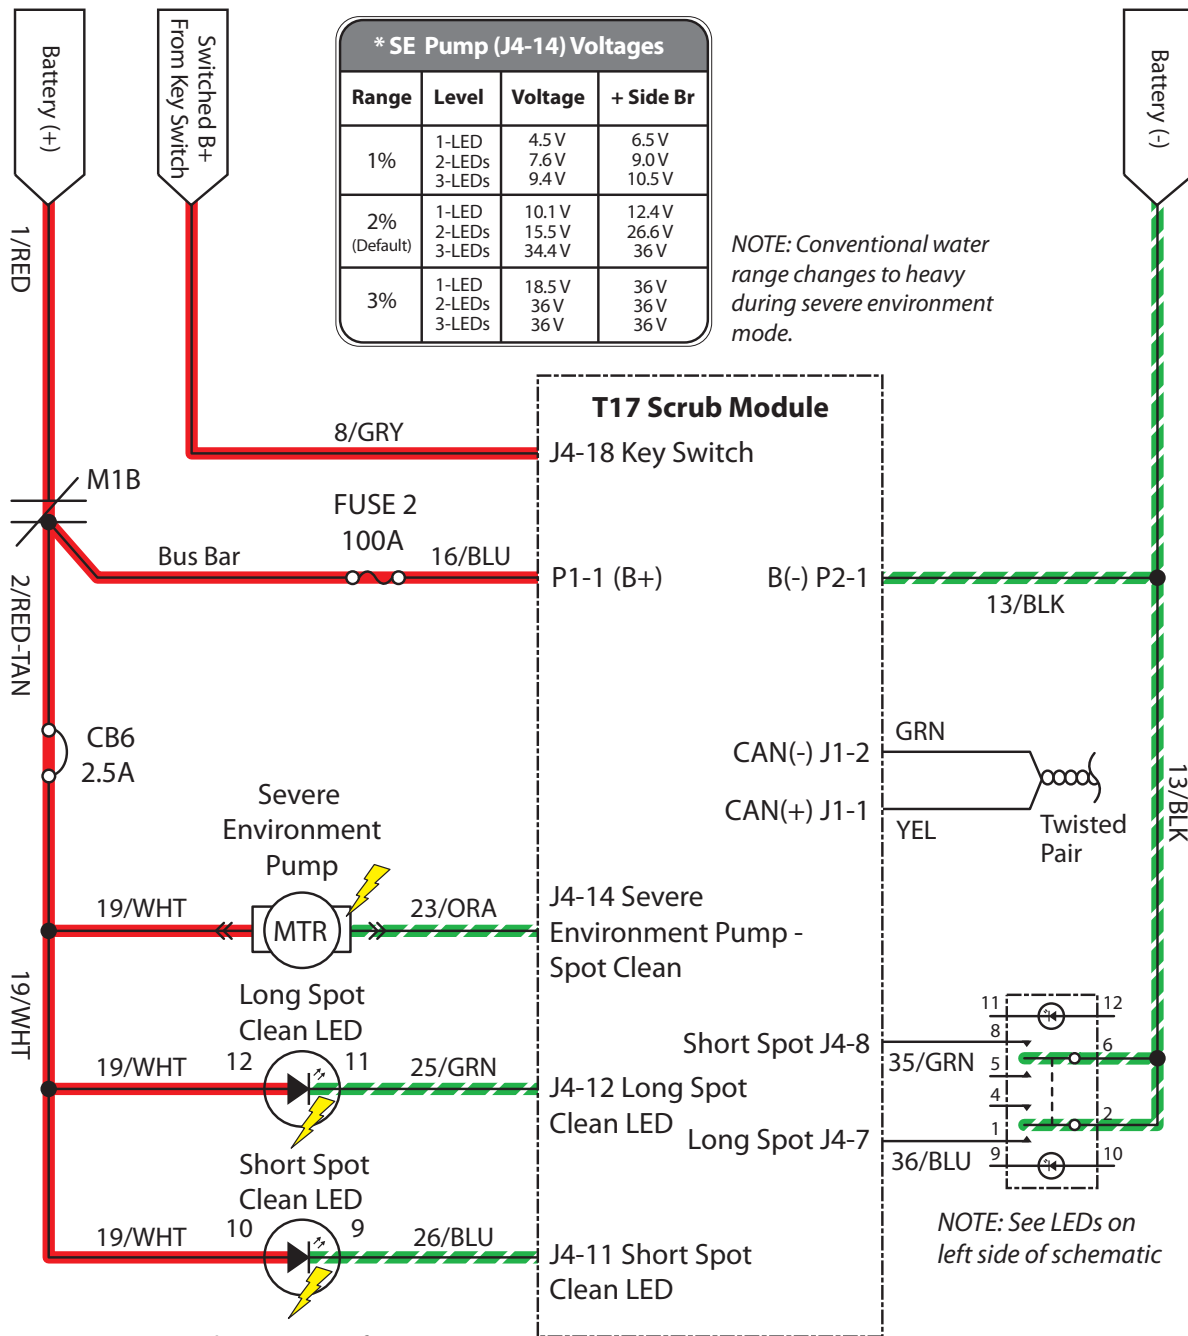 Battery (+)
Switched B+
From Key Switch
* SE Pump (J4-14) Voltages
Range Level Voltage + Side Br
1%
1-LED 4.5 V 6.5 V
2-LEDs 7.6 V 9.0 V
3-LEDs 9.4 V 10.5 V
2%
(Default)
1-LED 10.1 V 12.4 V
2-LEDs 15.5 V 26.6 V
3-LEDs 34.4 V 36 V
3%
1-LED 18.5 V 36 V
2-LEDs 36 V 36 V
3-LEDs 36 V 36 V
Battery (-)
NOTE: Conventional water
range changes to heavy
during severe environment
mode.
1/RED
T17 Scrub Module
8/GRY
J4-18 Key Switch
M1B
FUSE 2
100A
Bus Bar
16/BLU
P1-1 (B+)
B(-) P2-1
13/BLK
2/RED-TAN
CB6
2.5A
CAN(-) J1-2
GRN
CAN(+) J1-1
YEL
Twisted
Pair
13/BLK
Severe
Environment
Pump
19/WHT
MTR
23/ORA
J4-14 Severe
Environment Pump -
Spot Clean
19/WHT
Long Spot
Clean LED
19/WHT
12
11
25/GRN
J4-12 Long Spot
Clean LED
Short Spot J4-8
35/GRN
Long Spot J4-7
36/BLU
11
12
8
6
5
4
2
1
9
10
Short Spot
Clean LED
19/WHT
10
9
26/BLU
J4-11 Short Spot
Clean LED
NOTE: See LEDs on
left side of schematic